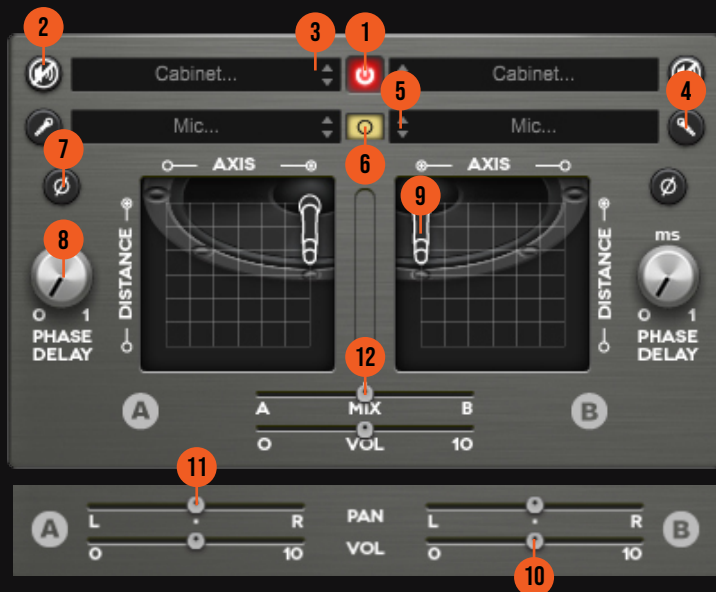 2
3
1
Cabinet...
Cabinet...
4
5
Mic...
Mic...
7
6
Ø
AXIS
AXIS
Ø
9
8
DISTANCE
DISTANCE
ms
0 1
PHASE
DELAY
0 1
PHASE
DELAY
12
A MIX B
A
B
0 VOL 10
11
A
L R
PAN
L R
B
0 10
VOL
0 10
10